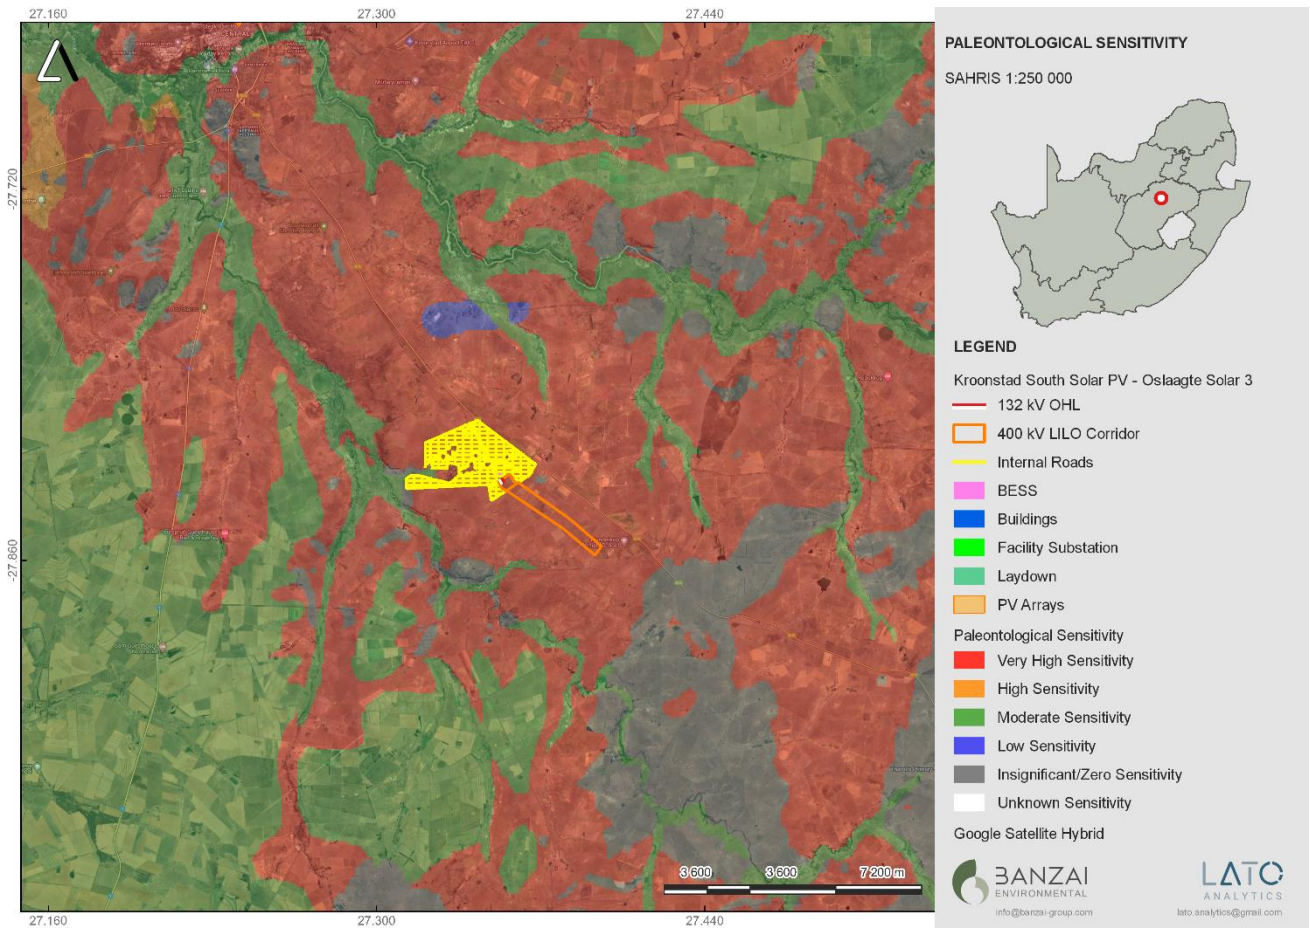 27.160
27.300
27.440
PALEONTOLOGICAL SENSITIVITY
SAHRIS 1:250 000
CENTRAL
-27.720
-27.860
LEGEND
Kroonstad South Solar PV - Oslaagte Solar 3
132 kV OHL
400 kV LILO Corridor
Internal Roads
BESS
Buildings
Facility Substation
Laydown
PV Arrays
Paleontological Sensitivity
Very High Sensitivity
High Sensitivity
Moderate Sensitivity
Low Sensitivity
Insignificant/Zero Sensitivity
Unknown Sensitivity
Google Satellite Hybrid
3 600
3 600
7 200 m
BANZAI
ENVIRONMENTAL
info@banzai-group.com
LATO
ANALYTICS
lato.analytics@gmail.com
27.160
27.300
27.440